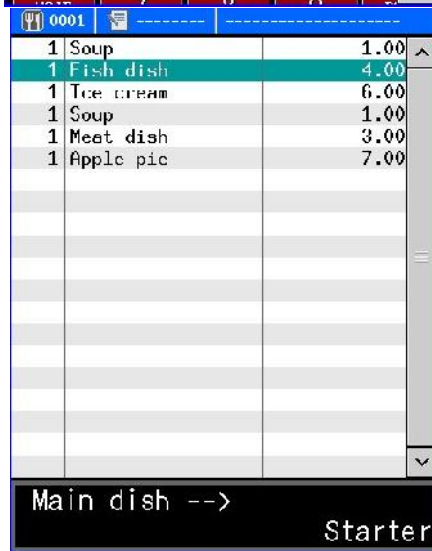 0001 -------- --------------------
1 Soup 1.00
1 Fish dish 4.00
1 Ice cream 6.00
1 Soup 1.00
1 Meat dish 3.00
1 Apple pie 7.00
Main dish -->
Starter